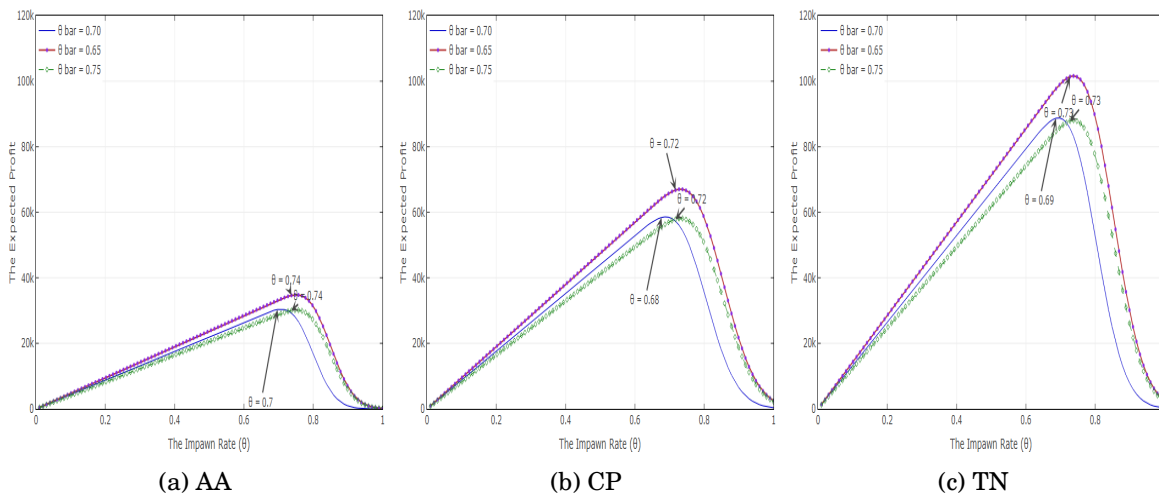 120k
100k
80k
60k
40k
20k
0
The Expected Profit
θ bar = 0.70
θ bar = 0.65
θ bar = 0.75
θ = 0.74
θ = 0.74
θ = 0.7
0 0.2 0.4 0.6 0.8 1
The Impawn Rate (θ)
(a) AA
120k
100k
80k
60k
40k
20k
0
The Expected Profit
θ bar = 0.70
θ bar = 0.65
θ bar = 0.75
θ = 0.72
θ = 0.72
θ = 0.68
0 0.2 0.4 0.6 0.8 1
The Impawn Rate (θ)
(b) CP
120k
100k
80k
60k
40k
20k
0
The Expected Profit
θ bar = 0.70
θ bar = 0.65
θ bar = 0.75
θ = 0.73
θ = 0.73
θ = 0.69
0 0.2 0.4 0.6 0.8
The Impawn Rate (θ)
(c) TN